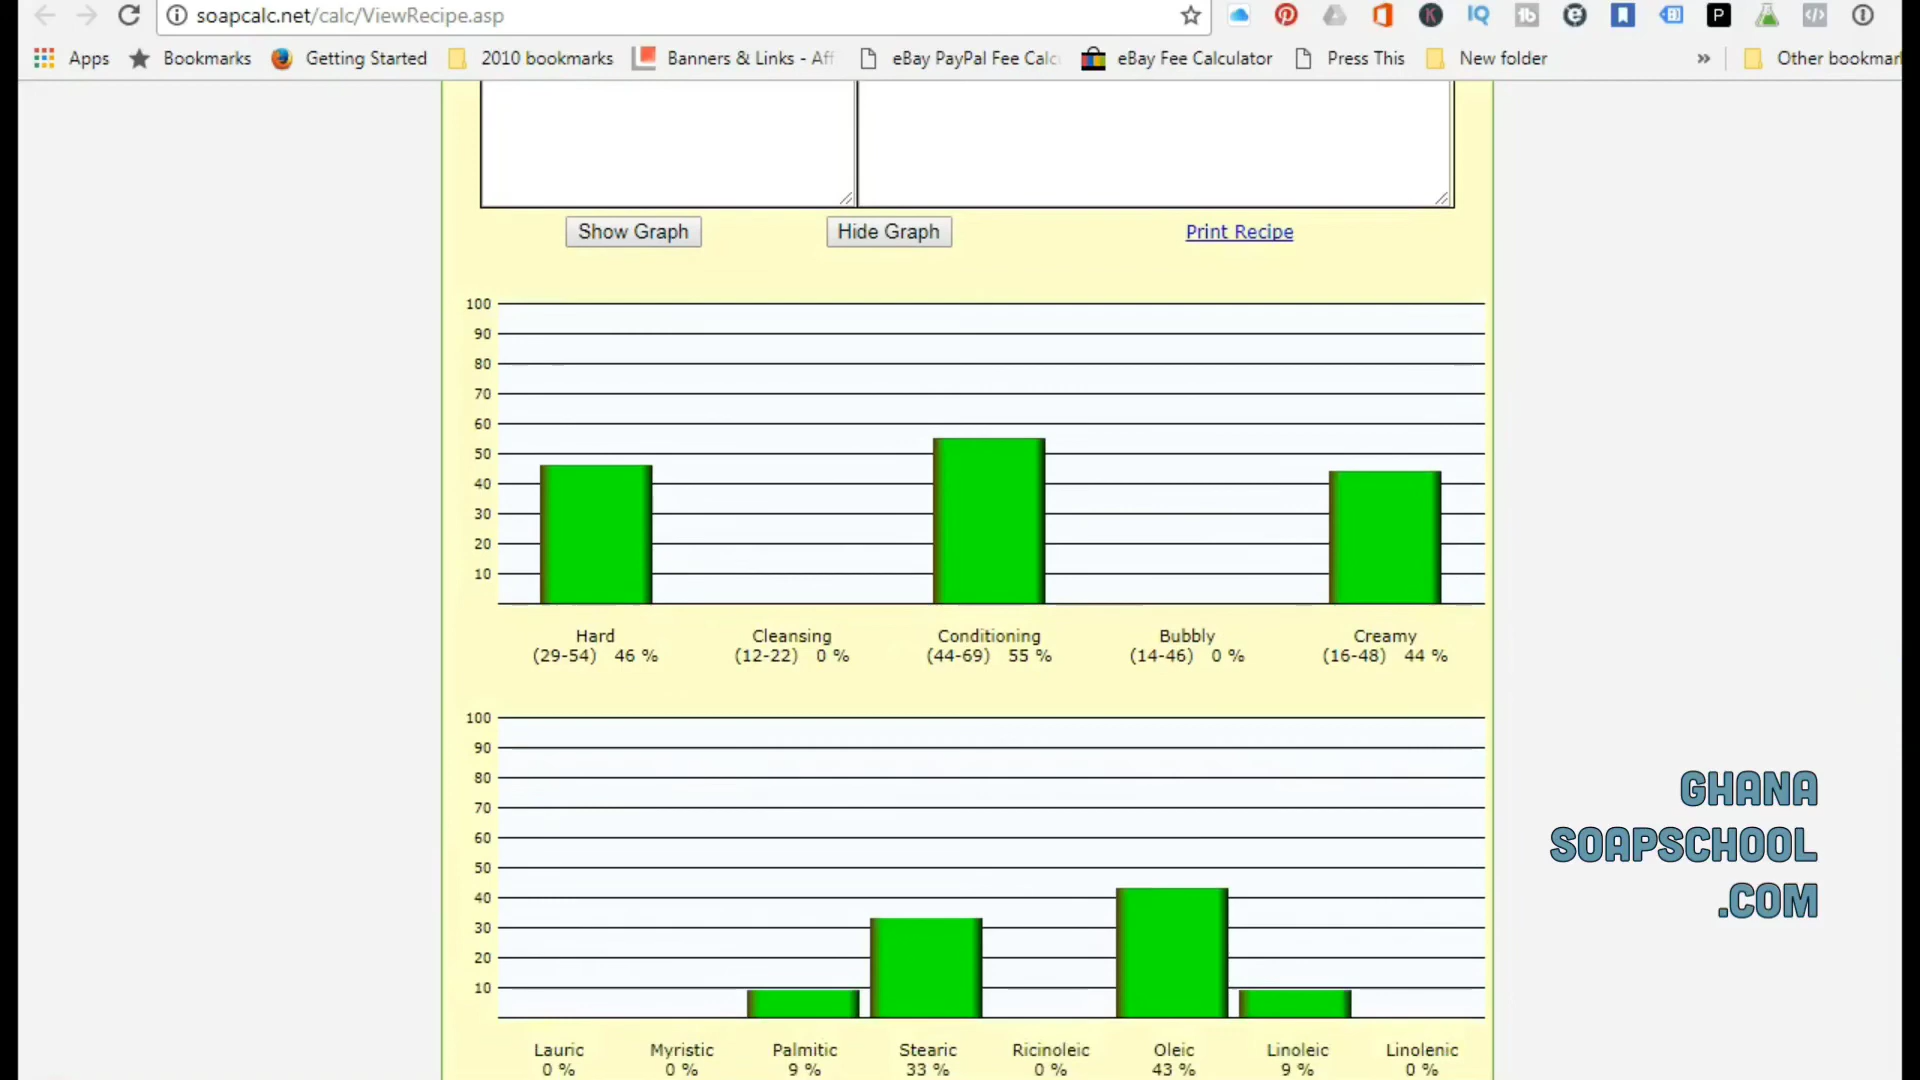 soapcalc.net/calc/ViewRecipe.asp
Apps Bookmarks Getting Started 2010 bookmarks Banners & Links - Aff eBay PayPal Fee Calc eBay Fee Calculator Press This New folder » Other bookmar
Show Graph Hide Graph Print Recipe
100
90
80
70
60
50
40
30
20
10
Hard Cleansing Conditioning Bubbly Creamy
(29-54) 46 % (12-22) 0 % (44-69) 55 % (14-46) 0 % (16-48) 44 %
100
90
80
70
60
50
40
30
20
10
Lauric Myristic Palmitic Stearic Ricinoleic Oleic Linoleic Linolenic
0 % 0 % 9 % 33 % 0 % 43 % 9 % 0 %
GHANA
SOAPSCHOOL
.COM